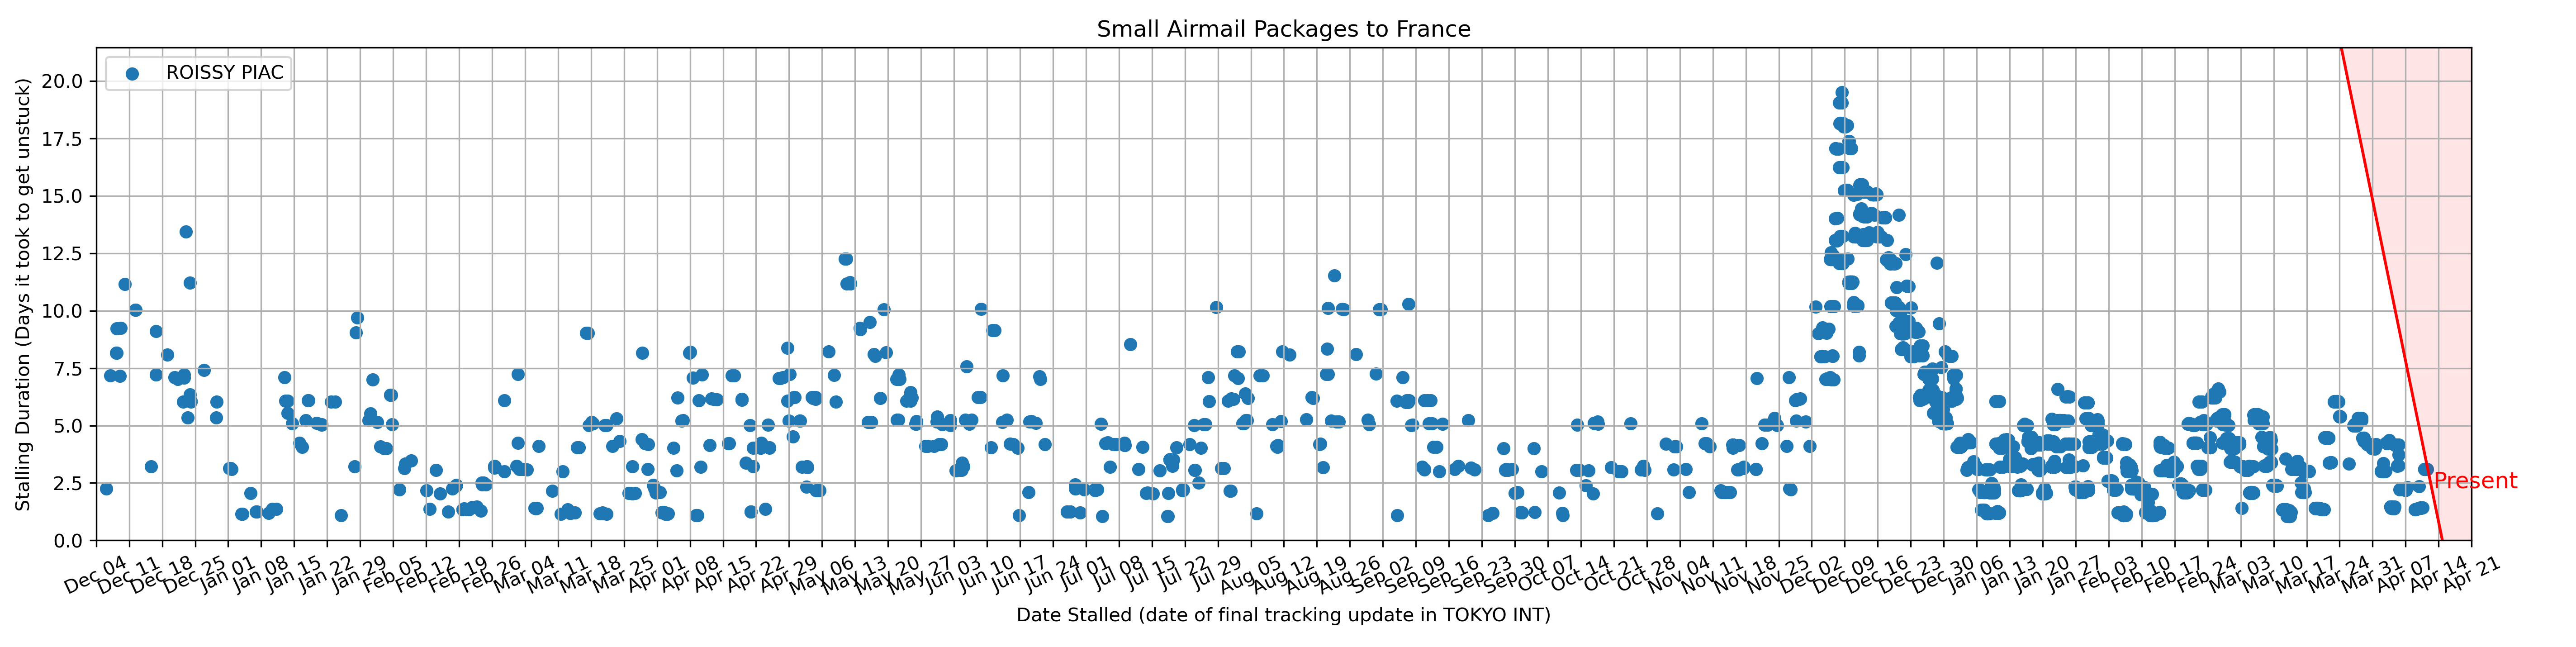 Small Airmail Packages to France
ROISSY PIAC
Stalling Duration (Days it took to get unstuck)
20.0
17.5
15.0
12.5
10.0
7.5
5.0
2.5
0.0
Present
Dec 04
Dec 11
Dec 18
Dec 25
Jan 01
Jan 08
Jan 15
Jan 22
Jan 29
Feb 05
Feb 12
Feb 19
Feb 26
Mar 04
Mar 11
Mar 18
Mar 25
Apr 01
Apr 08
Apr 15
Apr 22
Apr 29
May 06
May 13
May 20
May 27
Jun 03
Jun 10
Jun 17
Jun 24
Jul 01
Jul 08
Jul 15
Jul 22
Jul 29
Aug 05
Aug 12
Aug 19
Aug 26
Sep 02
Sep 09
Sep 16
Sep 23
Sep 30
Oct 07
Oct 14
Oct 21
Oct 28
Nov 04
Nov 11
Nov 18
Nov 25
Dec 02
Dec 09
Dec 16
Dec 23
Dec 30
Jan 06
Jan 13
Jan 20
Jan 27
Feb 03
Feb 10
Feb 17
Feb 24
Mar 03
Mar 10
Mar 17
Mar 24
Mar 31
Apr 07
Apr 14
Apr 21
Date Stalled (date of final tracking update in TOKYO INT)